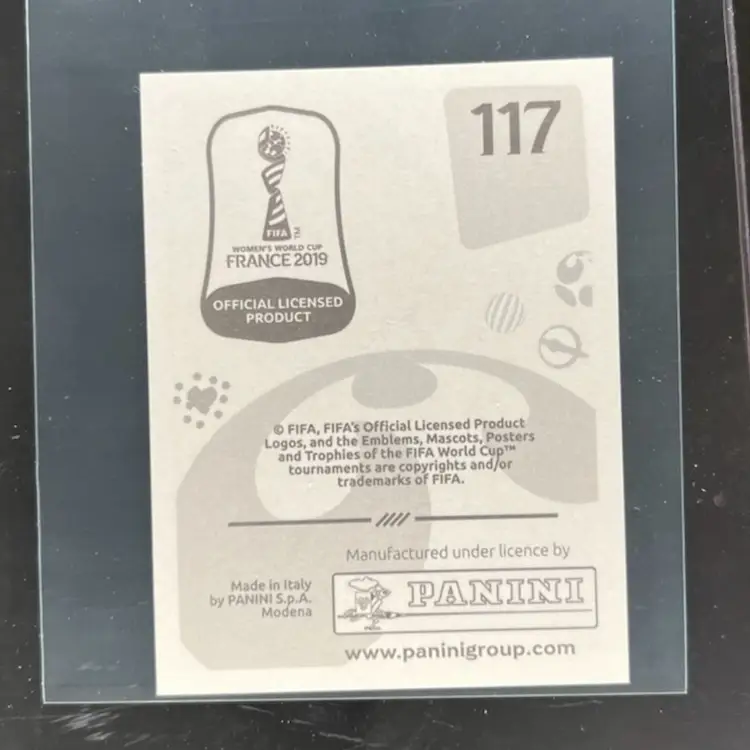 117
FIFA
TM
WOMEN'S WORLD CUP
FRANCE 2019
OFFICIAL LICENSED
PRODUCT
© FIFA, FIFA's Official Licensed Product
Logos, and the Emblems, Mascots, Posters
and Trophies of the FIFA World Cup™
tournaments are copyrights and/or
trademarks of FIFA.
Manufactured under licence by
Made in Italy
by PANINI S.p.A.
Modena
PANINI
www.paninigroup.com